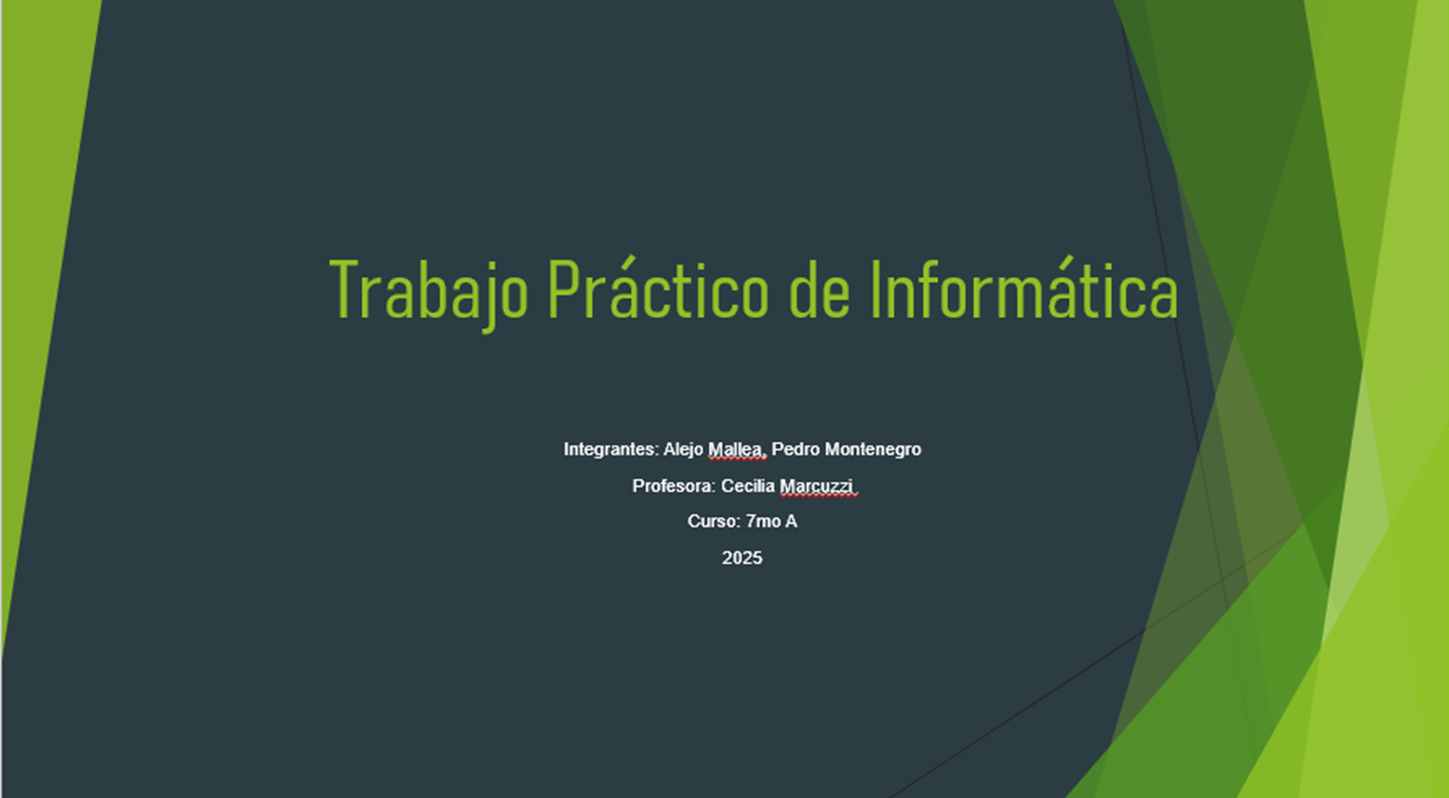 Trabajo Práctico de Informática
Integrantes: Alejo Mallea, Pedro Montenegro
Profesora: Cecilia Marcuzzi
Curso: 7mo A
2025